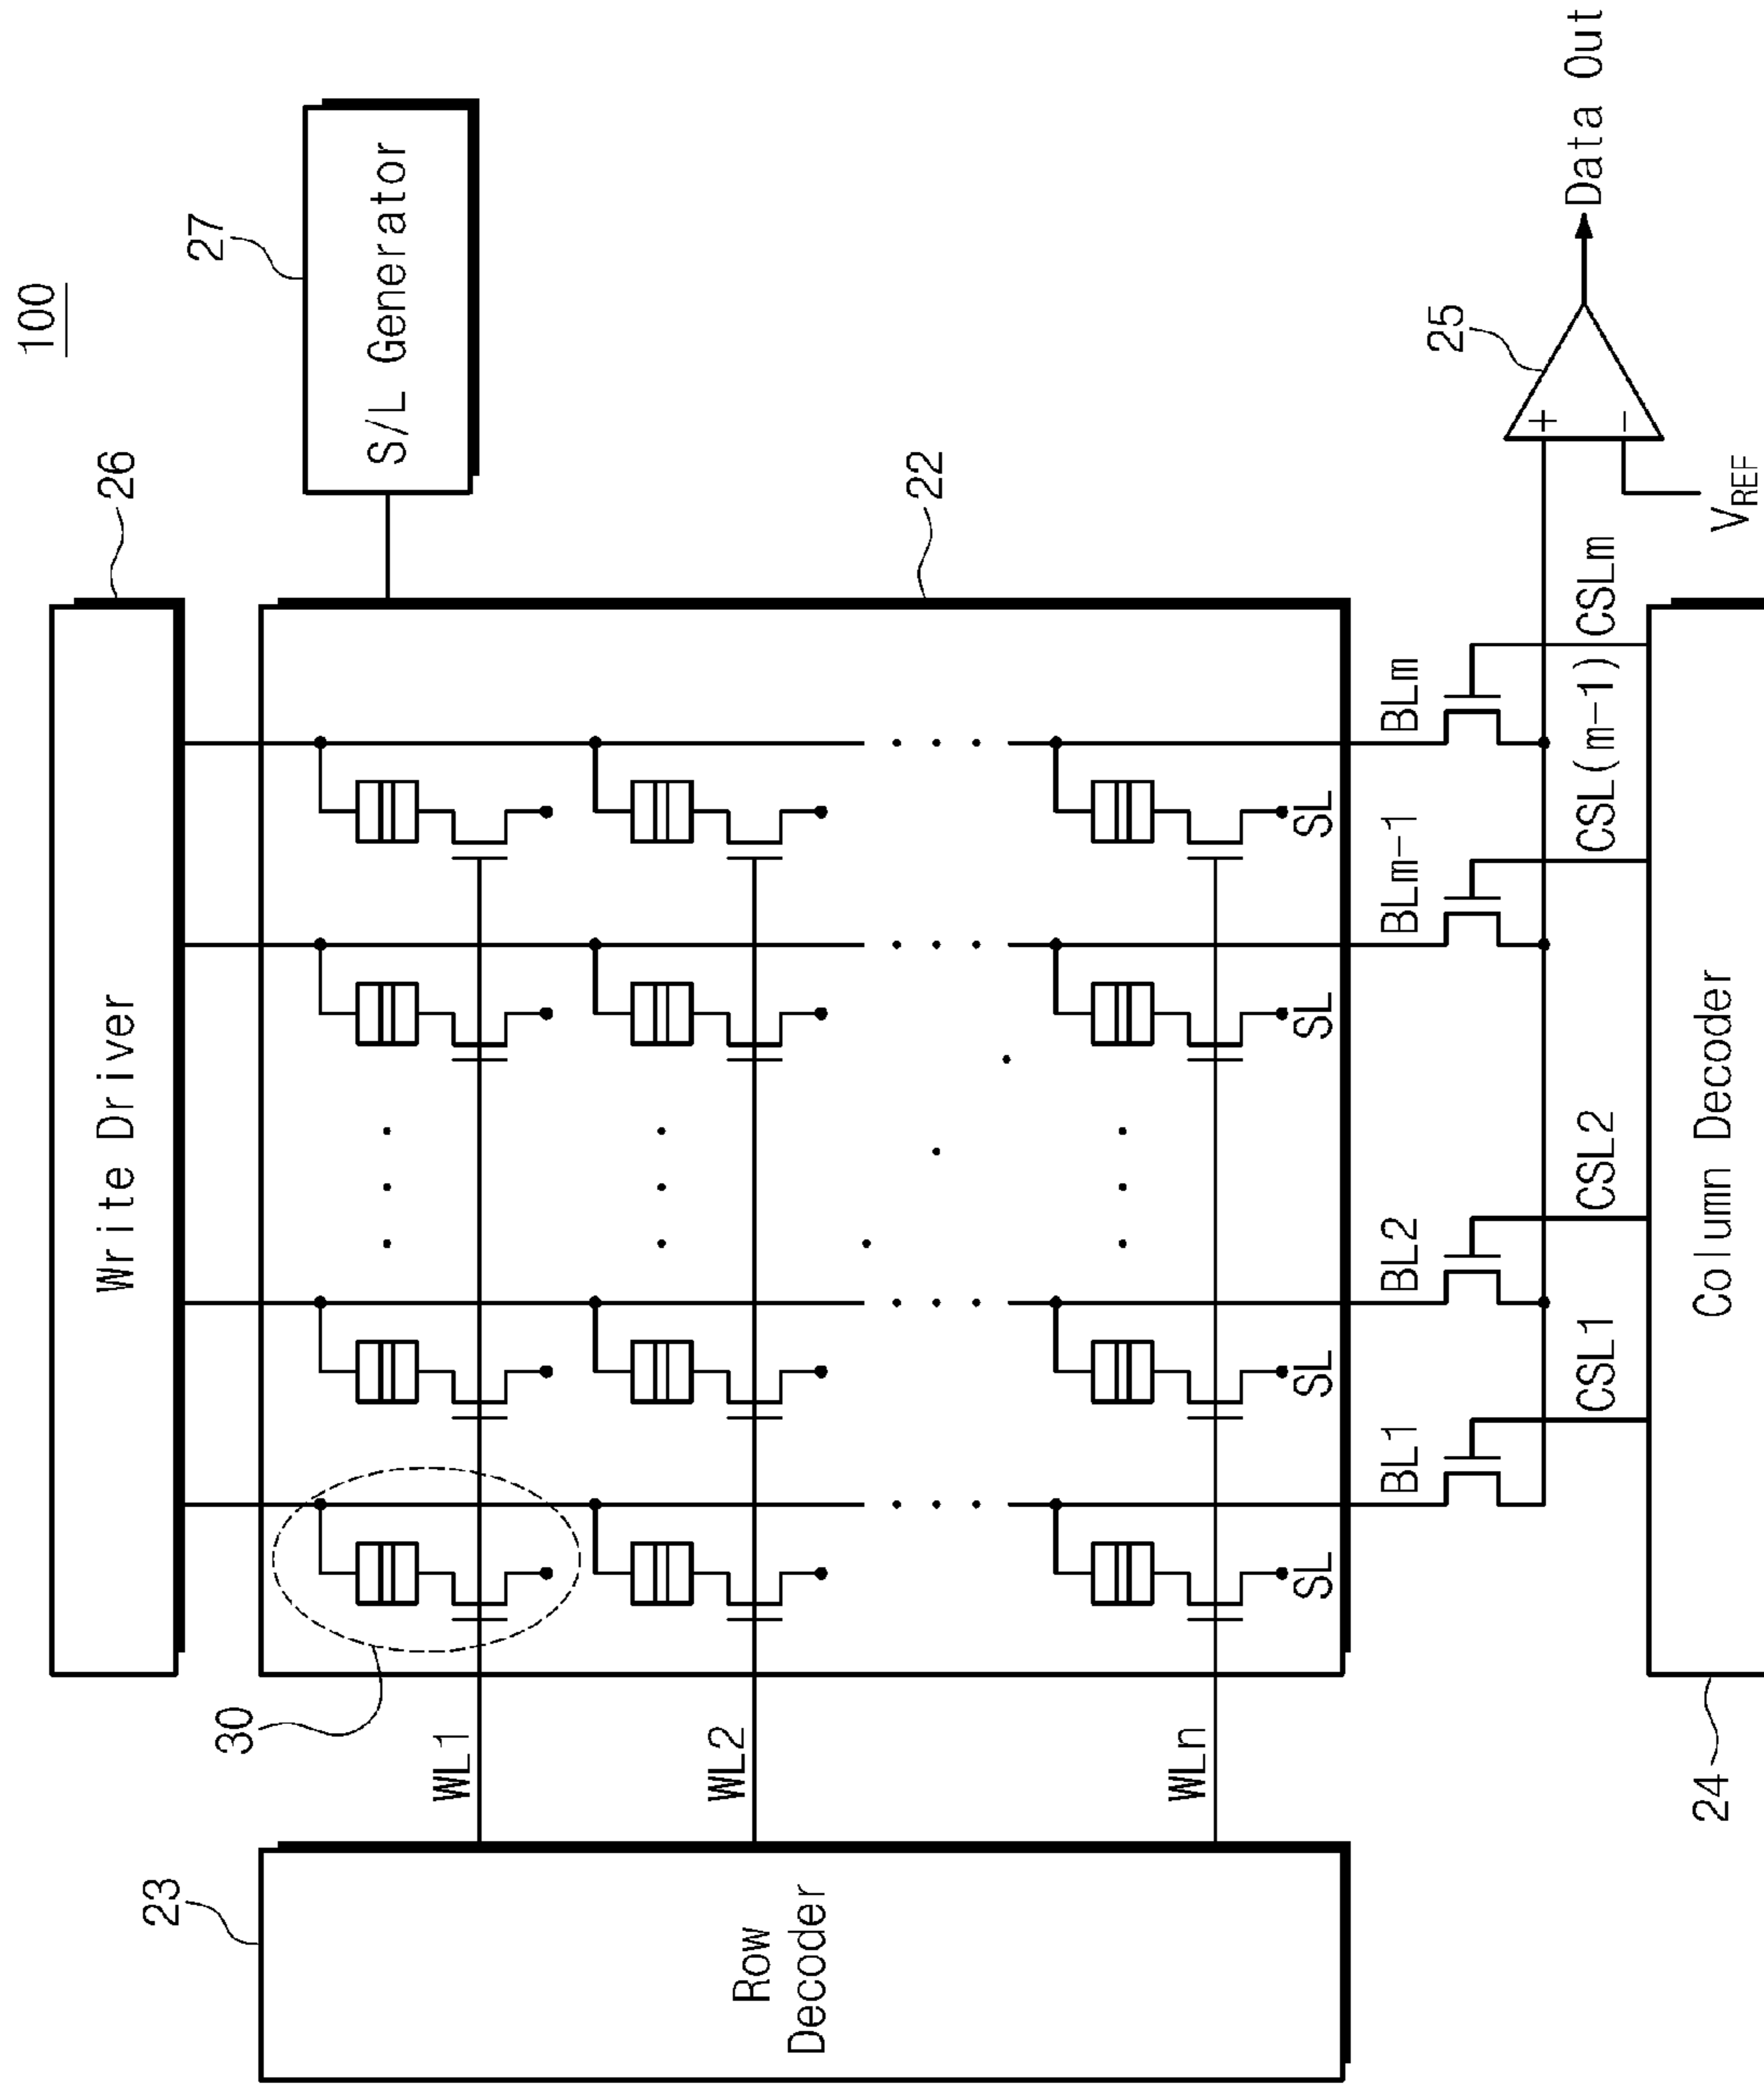 100
26
Write Driver
27
S/L Generator
23
Row
Decoder
30
22
WL1
WL2
WLn
SL
SL
SL
SL
BL1
BL2
BLm-1
BLm
25
+
-
Data Out
VREF
CSL1
CSL2
CSL(m-1)
CSLm
24
Column Decoder